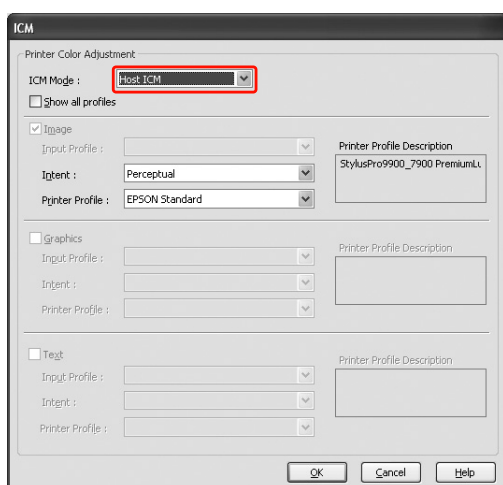 ICM
Printer Color Adjustment
ICM Mode : Host ICM
Show all profiles
Image
Input Profile :
Printer Profile Description
Intent : Perceptual
StylusPro9900_7900 PremiumLu
Printer Profile : EPSON Standard
Graphics
Input Profile :
Printer Profile Description
Intent :
Printer Profile :
Text
Input Profile :
Printer Profile Description
Intent :
Printer Profile :
OK Cancel Help